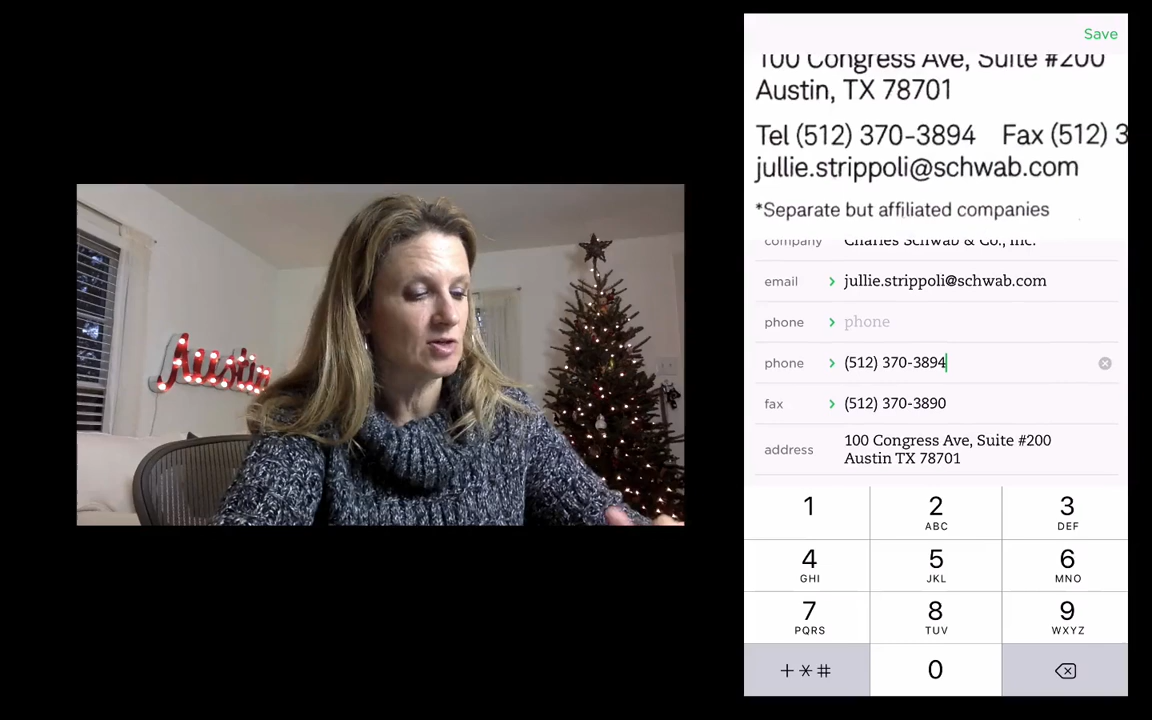 Austin
Save
100 Congress Ave, Suite #200
Austin, TX 78701
Tel (512) 370-3894 Fax (512) 3
jullie.strippoli@schwab.com
*Separate but affiliated companies
company Charles Schwab & Co., Inc.
email jullie.strippoli@schwab.com
phone phone
phone (512) 370-3894
fax (512) 370-3890
address 100 Congress Ave, Suite #200
Austin TX 78701
1 2 3
ABC DEF
4 5 6
GHI JKL MNO
7 8 9
PQRS TUV WXYZ
+*# 0